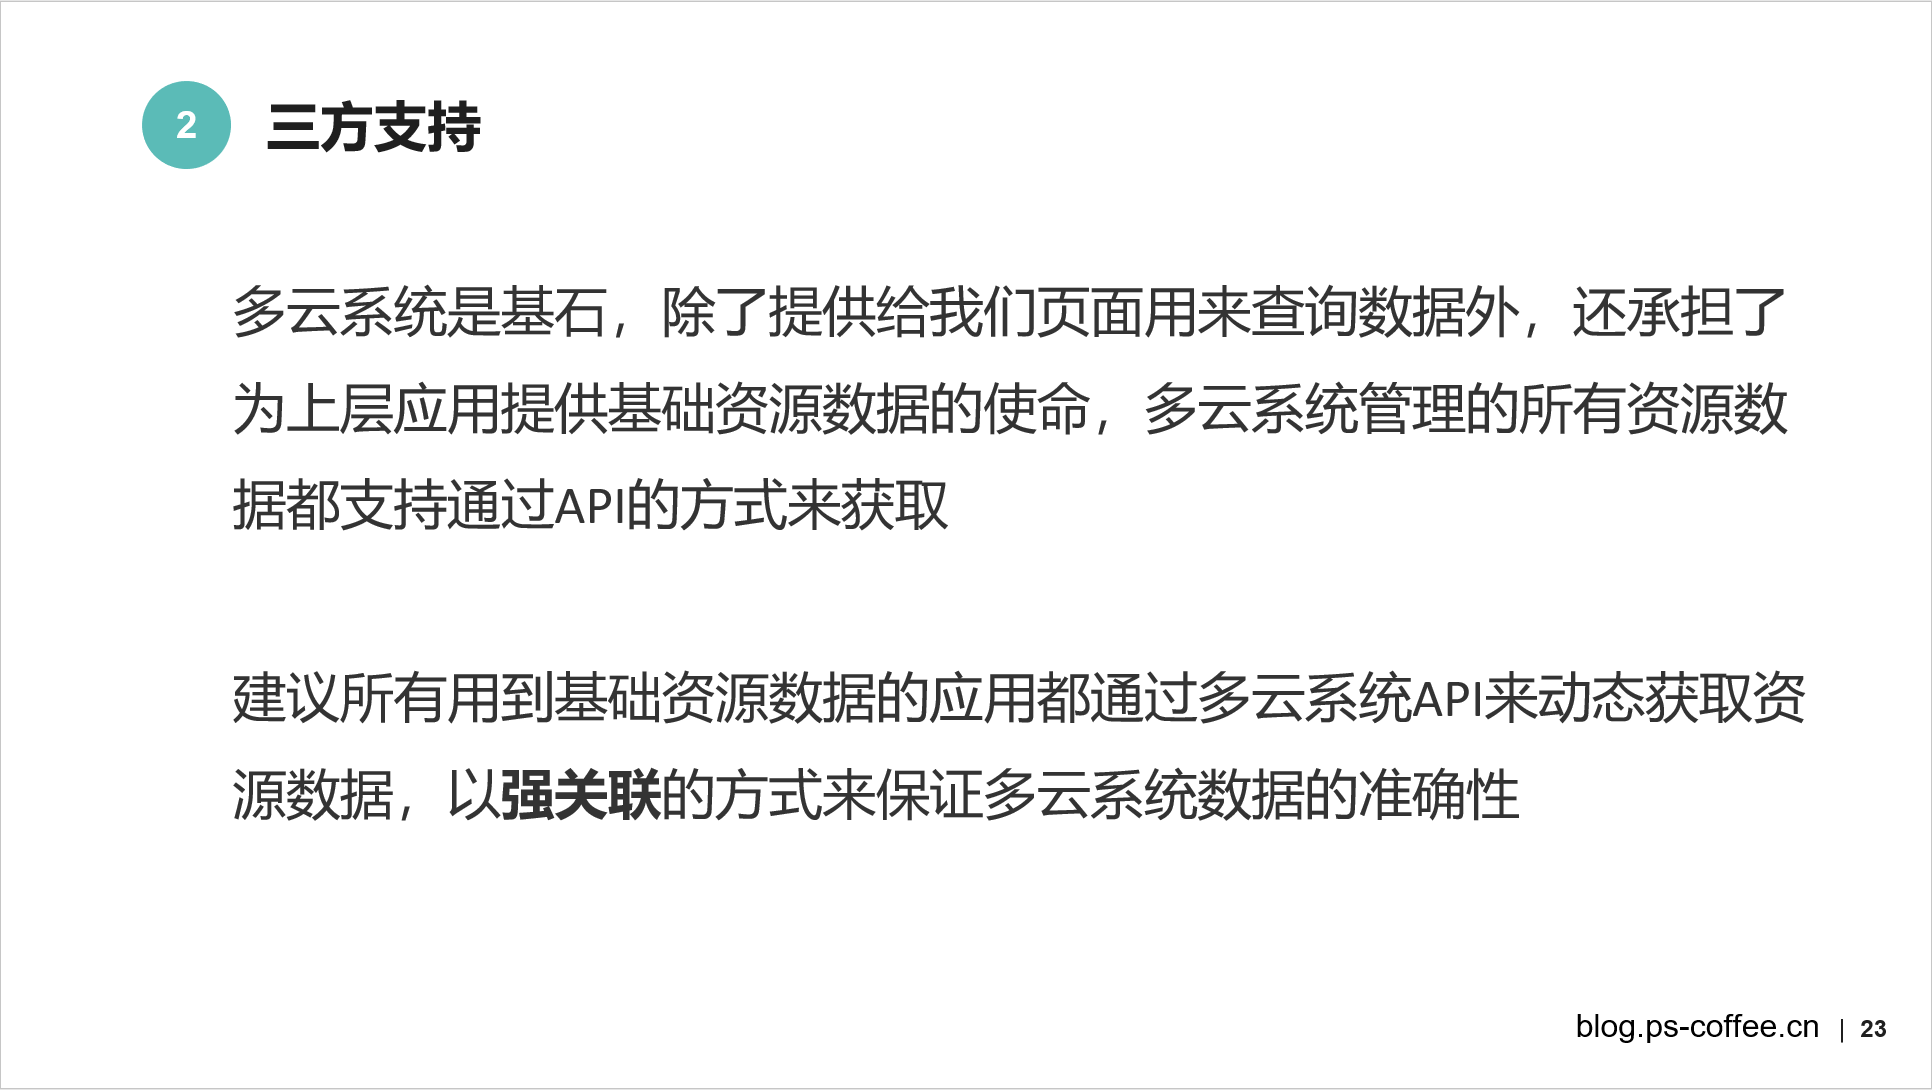 2 三方支持
多云系统是基石，除了提供给我们页面用来查询数据外，还承担了
为上层应用提供基础资源数据的使命，多云系统管理的所有资源数
据都支持通过API的方式来获取
建议所有用到基础资源数据的应用都通过多云系统API来动态获取资
源数据，以强关联的方式来保证多云系统数据的准确性
blog.ps-coffee.cn | 23